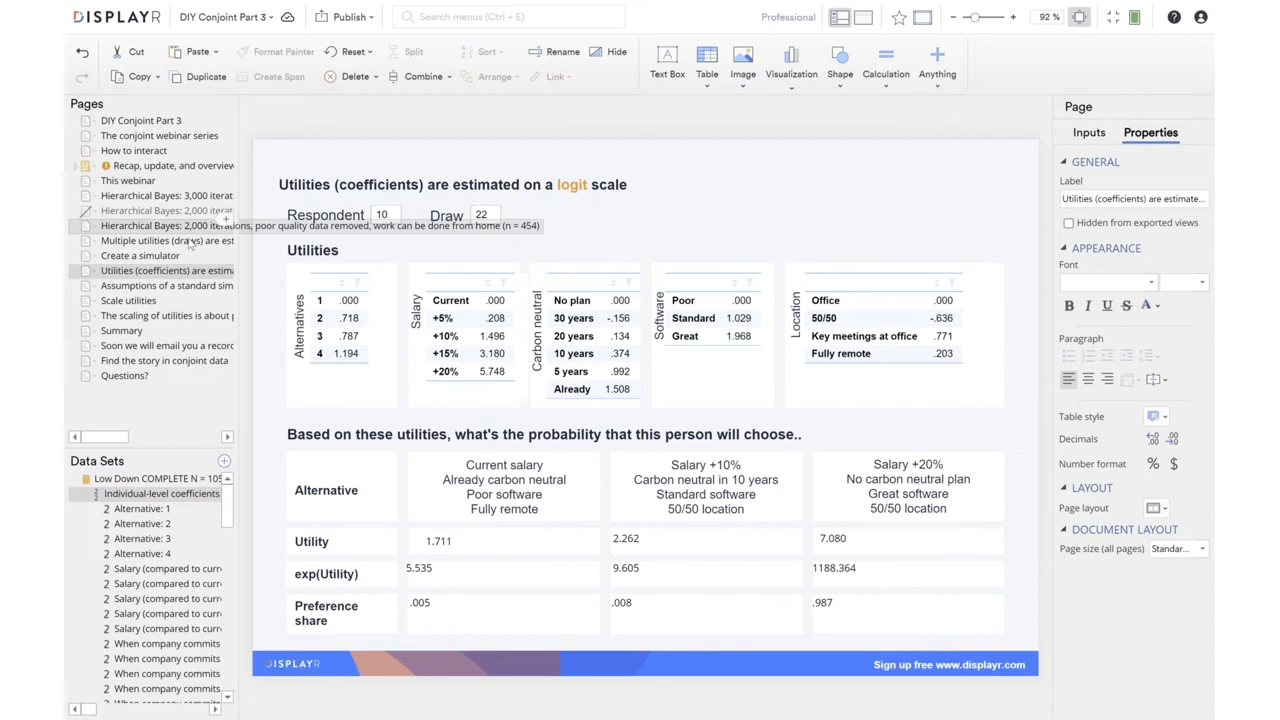 DISPLAYR
DIY Conjoint Part 3
Publish
Search menus (Ctrl + E)
Professional
92 %
Cut
Paste
Format Painter
Reset
Split
Sort
Rename
Hide
Copy
Duplicate
Create Span
Delete
Combine
Arrange
Link
Text Box
Table
Image
Visualization
Shape
Calculation
Anything
Pages
DIY Conjoint Part 3
The conjoint webinar series
How to interact
Recap, update, and overview
This webinar
Hierarchical Bayes: 3,000 iterat
Hierarchical Bayes: 2,000 iterat
Hierarchical Bayes: 2,000 iterations, poor quality data removed, work can be done from home (n = 454)
Multiple utilities (draws) are est
Create a simulator
Utilities (coefficients) are estima
Assumptions of a standard sim
Scale utilities
The scaling of utilities is about p
Summary
Soon we will email you a record
Find the story in conjoint data
Questions?
Data Sets
Low Down COMPLETE N = 105
Individual-level coefficients
2 Alternative: 1
2 Alternative: 2
2 Alternative: 3
2 Alternative: 4
2 Salary (compared to curre
2 Salary (compared to curre
2 Salary (compared to curre
2 Salary (compared to curre
2 Salary (compared to curre
2 When company commits
2 When company commits
2 When company commits
2 When company commits
Utilities (coefficients) are estimated on a logit scale
Respondent 10 Draw 22
Utilities
Alternatives
1 .000
2 .718
3 .787
4 1.194
Salary
Current .000
+5% .208
+10% 1.496
+15% 3.180
+20% 5.748
Carbon neutral
No plan .000
30 years -.156
20 years .134
10 years .374
5 years .992
Already 1.508
Software
Poor .000
Standard 1.029
Great 1.968
Location
Office .000
50/50 -.636
Key meetings at office .771
Fully remote .203
Based on these utilities, what's the probability that this person will choose..
Alternative
Current salary
Already carbon neutral
Poor software
Fully remote
Salary +10%
Carbon neutral in 10 years
Standard software
50/50 location
Salary +20%
No carbon neutral plan
Great software
50/50 location
Utility 1.711 2.262 7.080
exp(Utility) 5.535 9.605 1188.364
Preference
share .005 .008 .987
DISPLAYR
Sign up free www.displayr.com
Page
Inputs
Properties
GENERAL
Label
Utilities (coefficients) are estimate...
Hidden from exported views
APPEARANCE
Font
B I U S A
Paragraph
Table style
Decimals
Number format % $
LAYOUT
Page layout
DOCUMENT LAYOUT
Page size (all pages) Standar...